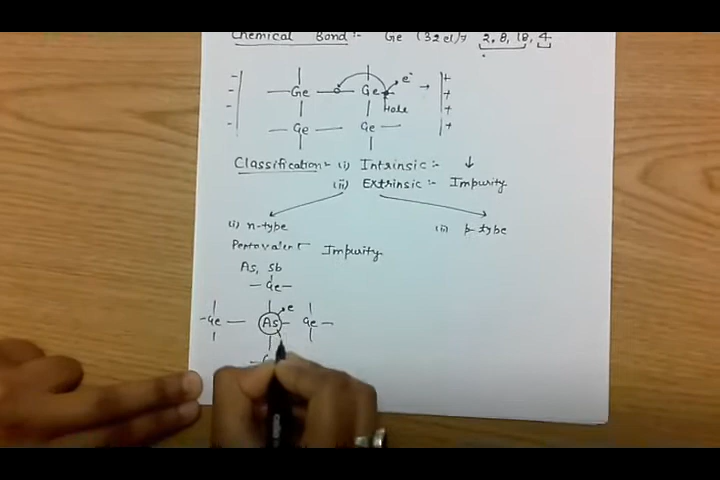 Chemical Bond:- Ge (32 el) → 2, 8, 18, 4
- + 
- Ge Ge e- → +
- Hole +
- Ge Ge +
Classification:- (i) Intrinsic:- ↓
(ii) Extrinsic:- Impurity
(i) n-type (ii) p-type
Pentavalent Impurity
As, Sb
Ge
Ge As e Ge